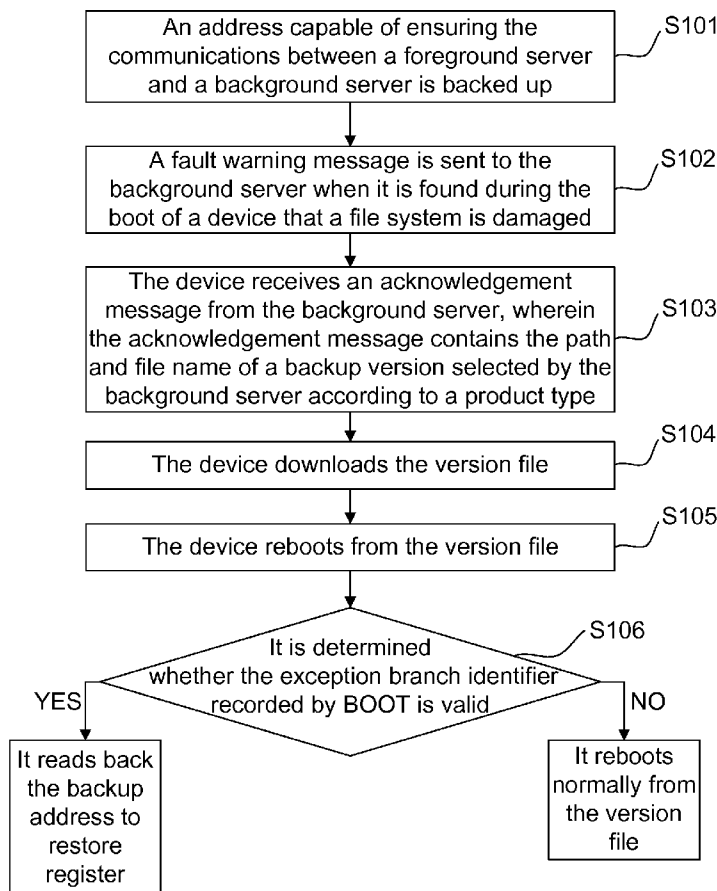 An address capable of ensuring the
communications between a foreground server
and a background server is backed up
S101
A fault warning message is sent to the
background server when it is found during the
boot of a device that a file system is damaged
S102
The device receives an acknowledgement
message from the background server, wherein
the acknowledgement message contains the path
and file name of a backup version selected by the
background server according to a product type
S103
The device downloads the version file
S104
The device reboots from the version file
S105
It is determined
whether the exception branch identifier
recorded by BOOT is valid
S106
YES
NO
It reads back
the backup
address to
restore
register
It reboots
normally from
the version
file